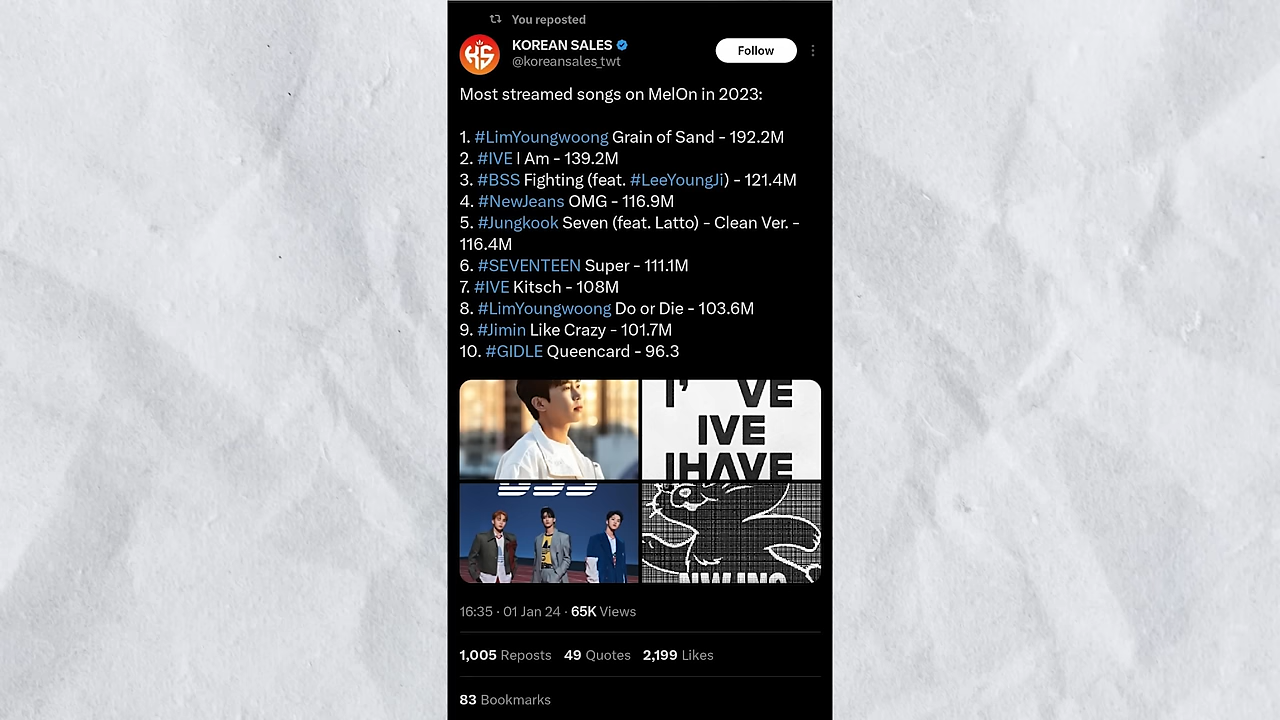 You reposted
KS
KOREAN SALES
@koreansales_twt
Follow
Most streamed songs on MelOn in 2023:
1. #LimYoungwoong Grain of Sand - 192.2M
2. #IVE I Am - 139.2M
3. #BSS Fighting (feat. #LeeYoungJi) - 121.4M
4. #NewJeans OMG - 116.9M
5. #Jungkook Seven (feat. Latto) - Clean Ver. -
116.4M
6. #SEVENTEEN Super - 111.1M
7. #IVE Kitsch - 108M
8. #LimYoungwoong Do or Die - 103.6M
9. #Jimin Like Crazy - 101.7M
10. #GIDLE Queencard - 96.3
I' VE
IVE
IHAVE
BSS
16:35 · 01 Jan 24 · 65K Views
1,005 Reposts 49 Quotes 2,199 Likes
83 Bookmarks